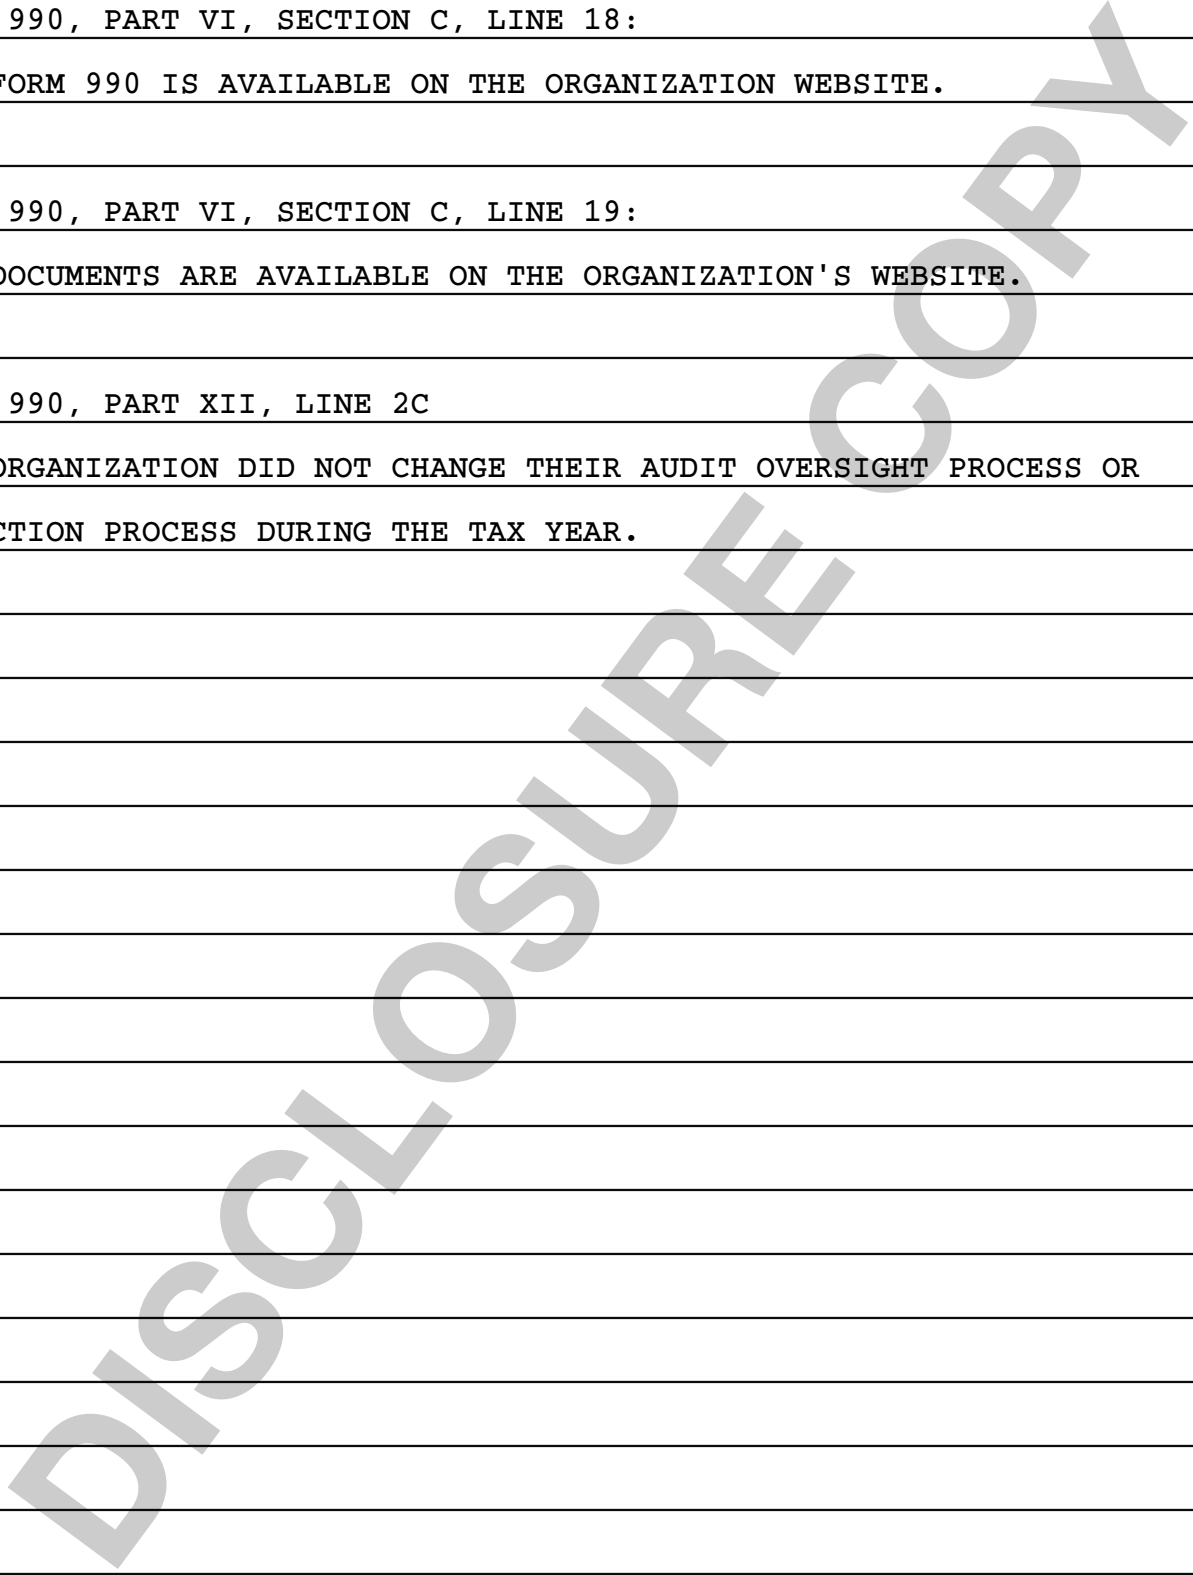 990, PART VI, SECTION C, LINE 18:
FORM 990 IS AVAILABLE ON THE ORGANIZATION WEBSITE.
990, PART VI, SECTION C, LINE 19:
DOCUMENTS ARE AVAILABLE ON THE ORGANIZATION'S WEBSITE.
990, PART XII, LINE 2C
ORGANIZATION DID NOT CHANGE THEIR AUDIT OVERSIGHT PROCESS OR
CTION PROCESS DURING THE TAX YEAR.
DISCLOSURE COPY